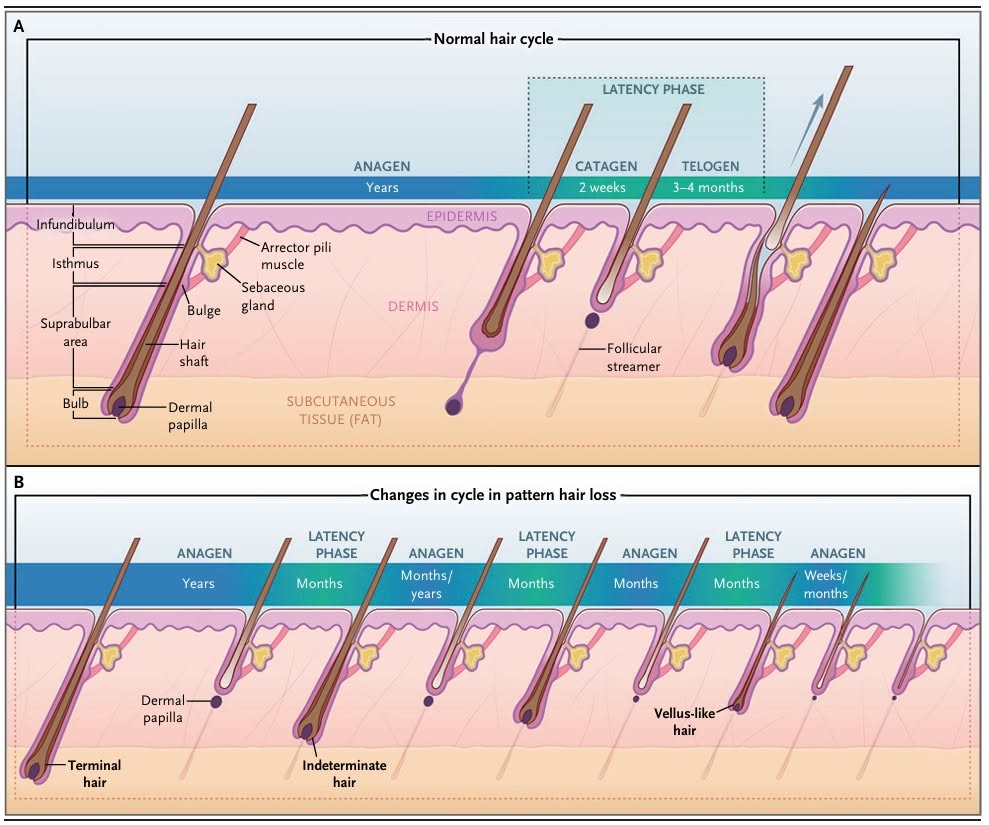 A
Normal hair cycle
LATENCY PHASE
ANAGEN
CATAGEN
TELOGEN
Years
2 weeks
3–4 months
Infundibulum
EPIDERMIS
Arrector pili
muscle
Isthmus
Sebaceous
gland
DERMIS
Bulge
Suprabulbar
area
Hair
shaft
Follicular
streamer
Bulb
Dermal
papilla
SUBCUTANEOUS
TISSUE (FAT)
B
Changes in cycle in pattern hair loss
ANAGEN
LATENCY
PHASE
ANAGEN
LATENCY
PHASE
ANAGEN
LATENCY
PHASE
ANAGEN
Years
Months
Months/
years
Months
Months
Months
Weeks/
months
Dermal
papilla
Vellus-like
hair
Terminal
hair
Indeterminate
hair